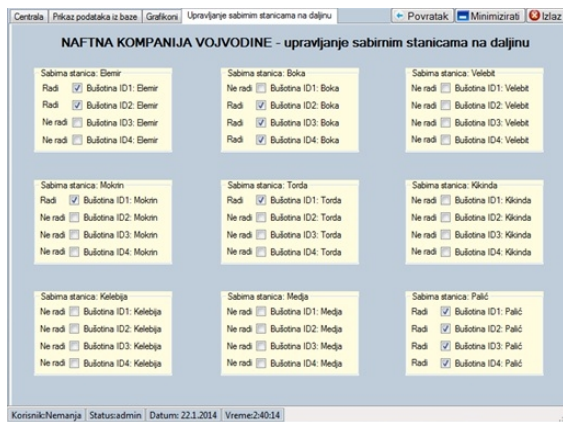 Centrala Prikaz podataka iz baze Grafikoni Upravljanje sabirnim stanicama na daljinu Povratak Minimizirati Izlaz
NAFTNA KOMPANIJA VOJVODINE - upravljanje sabirnim stanicama na daljinu
Sabirna stanica: Elemir
Radi Bušotina ID1: Elemir
Radi Bušotina ID2: Elemir
Ne radi Bušotina ID3: Elemir
Ne radi Bušotina ID4: Elemir
Sabirna stanica: Boka
Ne radi Bušotina ID1: Boka
Radi Bušotina ID2: Boka
Radi Bušotina ID3: Boka
Radi Bušotina ID4: Boka
Sabirna stanica: Velebit
Ne radi Bušotina ID1: Velebit
Ne radi Bušotina ID2: Velebit
Ne radi Bušotina ID3: Velebit
Ne radi Bušotina ID4: Velebit
Sabirna stanica: Mokrin
Radi Bušotina ID1: Mokrin
Ne radi Bušotina ID2: Mokrin
Ne radi Bušotina ID3: Mokrin
Ne radi Bušotina ID4: Mokrin
Sabirna stanica: Torda
Radi Bušotina ID1: Torda
Ne radi Bušotina ID2: Torda
Ne radi Bušotina ID3: Torda
Ne radi Bušotina ID4: Torda
Sabirna stanica: Kikinda
Ne radi Bušotina ID1: Kikinda
Ne radi Bušotina ID2: Kikinda
Ne radi Bušotina ID3: Kikinda
Ne radi Bušotina ID4: Kikinda
Sabirna stanica: Kelebija
Ne radi Bušotina ID1: Kelebija
Ne radi Bušotina ID2: Kelebija
Ne radi Bušotina ID3: Kelebija
Ne radi Bušotina ID4: Kelebija
Sabirna stanica: Medja
Ne radi Bušotina ID1: Medja
Ne radi Bušotina ID2: Medja
Ne radi Bušotina ID3: Medja
Ne radi Bušotina ID4: Medja
Sabirna stanica: Palić
Radi Bušotina ID1: Palić
Radi Bušotina ID2: Palić
Radi Bušotina ID3: Palić
Radi Bušotina ID4: Palić
Korisnik:Nemanja Status:admin Datum: 22.1.2014 Vreme:2:40:14